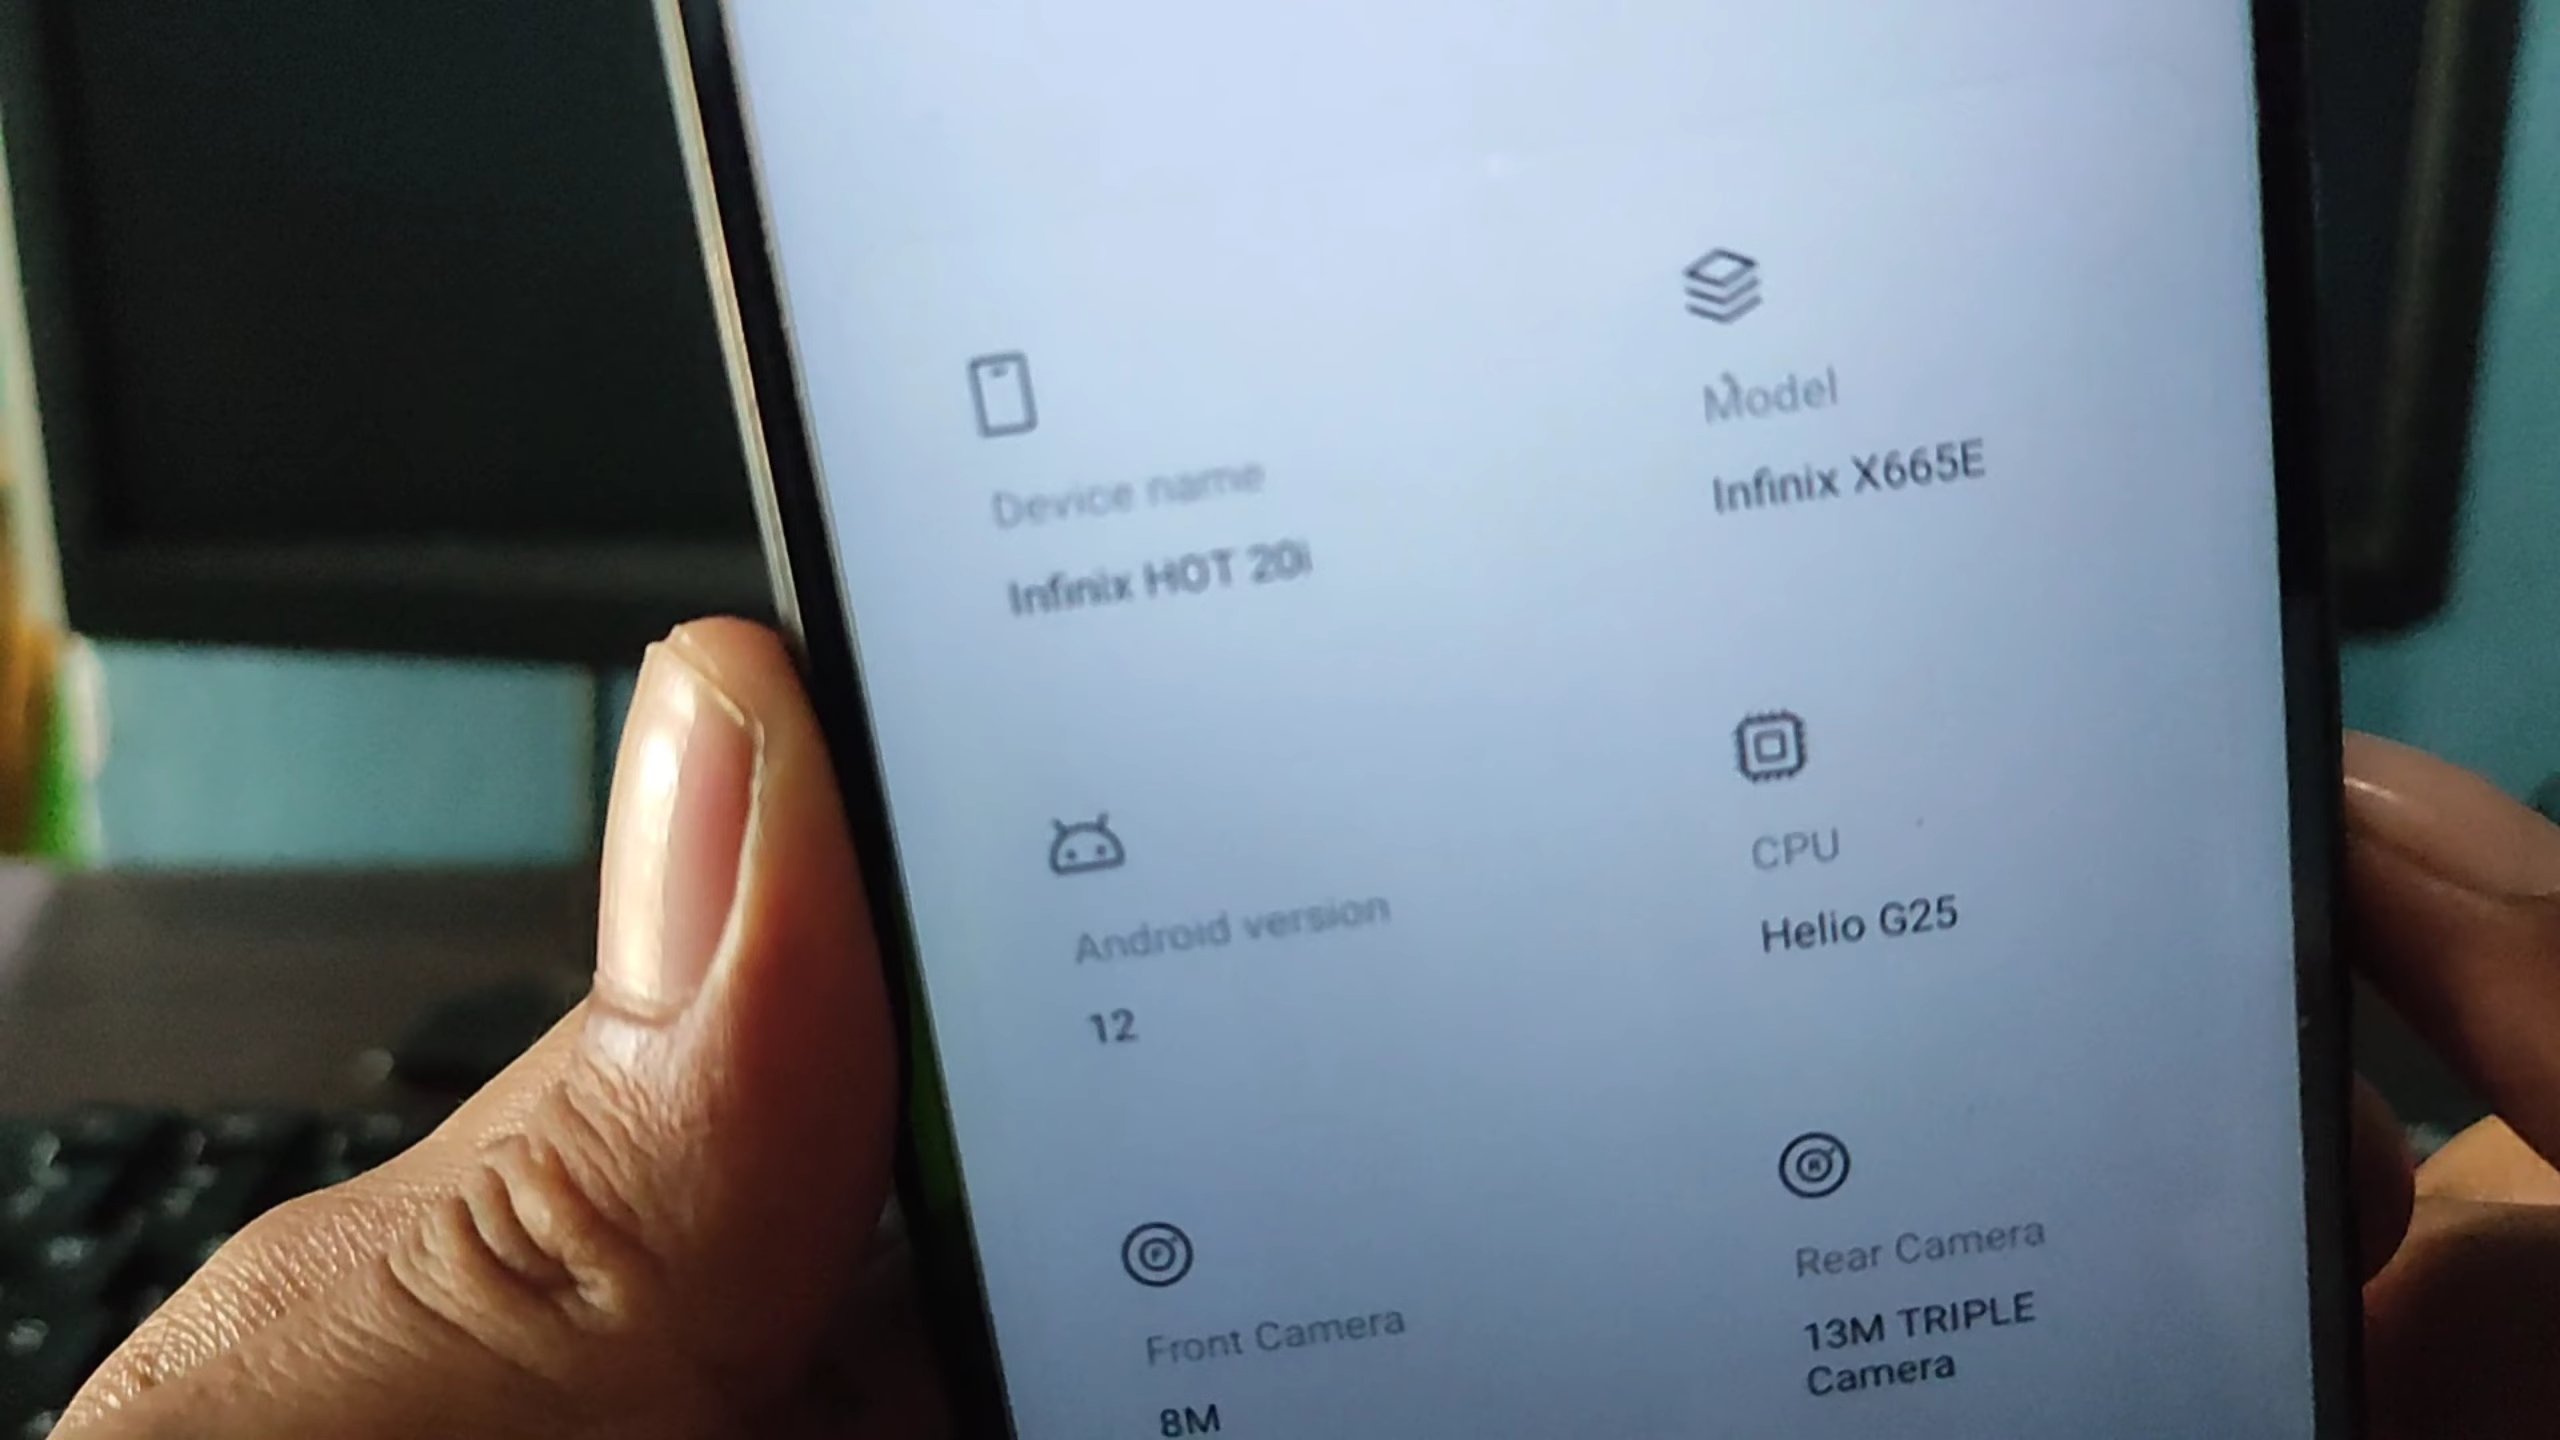 Device name
Infinix HOT 20i
Model
Infinix X665E
Android version
12
CPU
Helio G25
Front Camera
8M
Rear Camera
13M TRIPLE
Camera